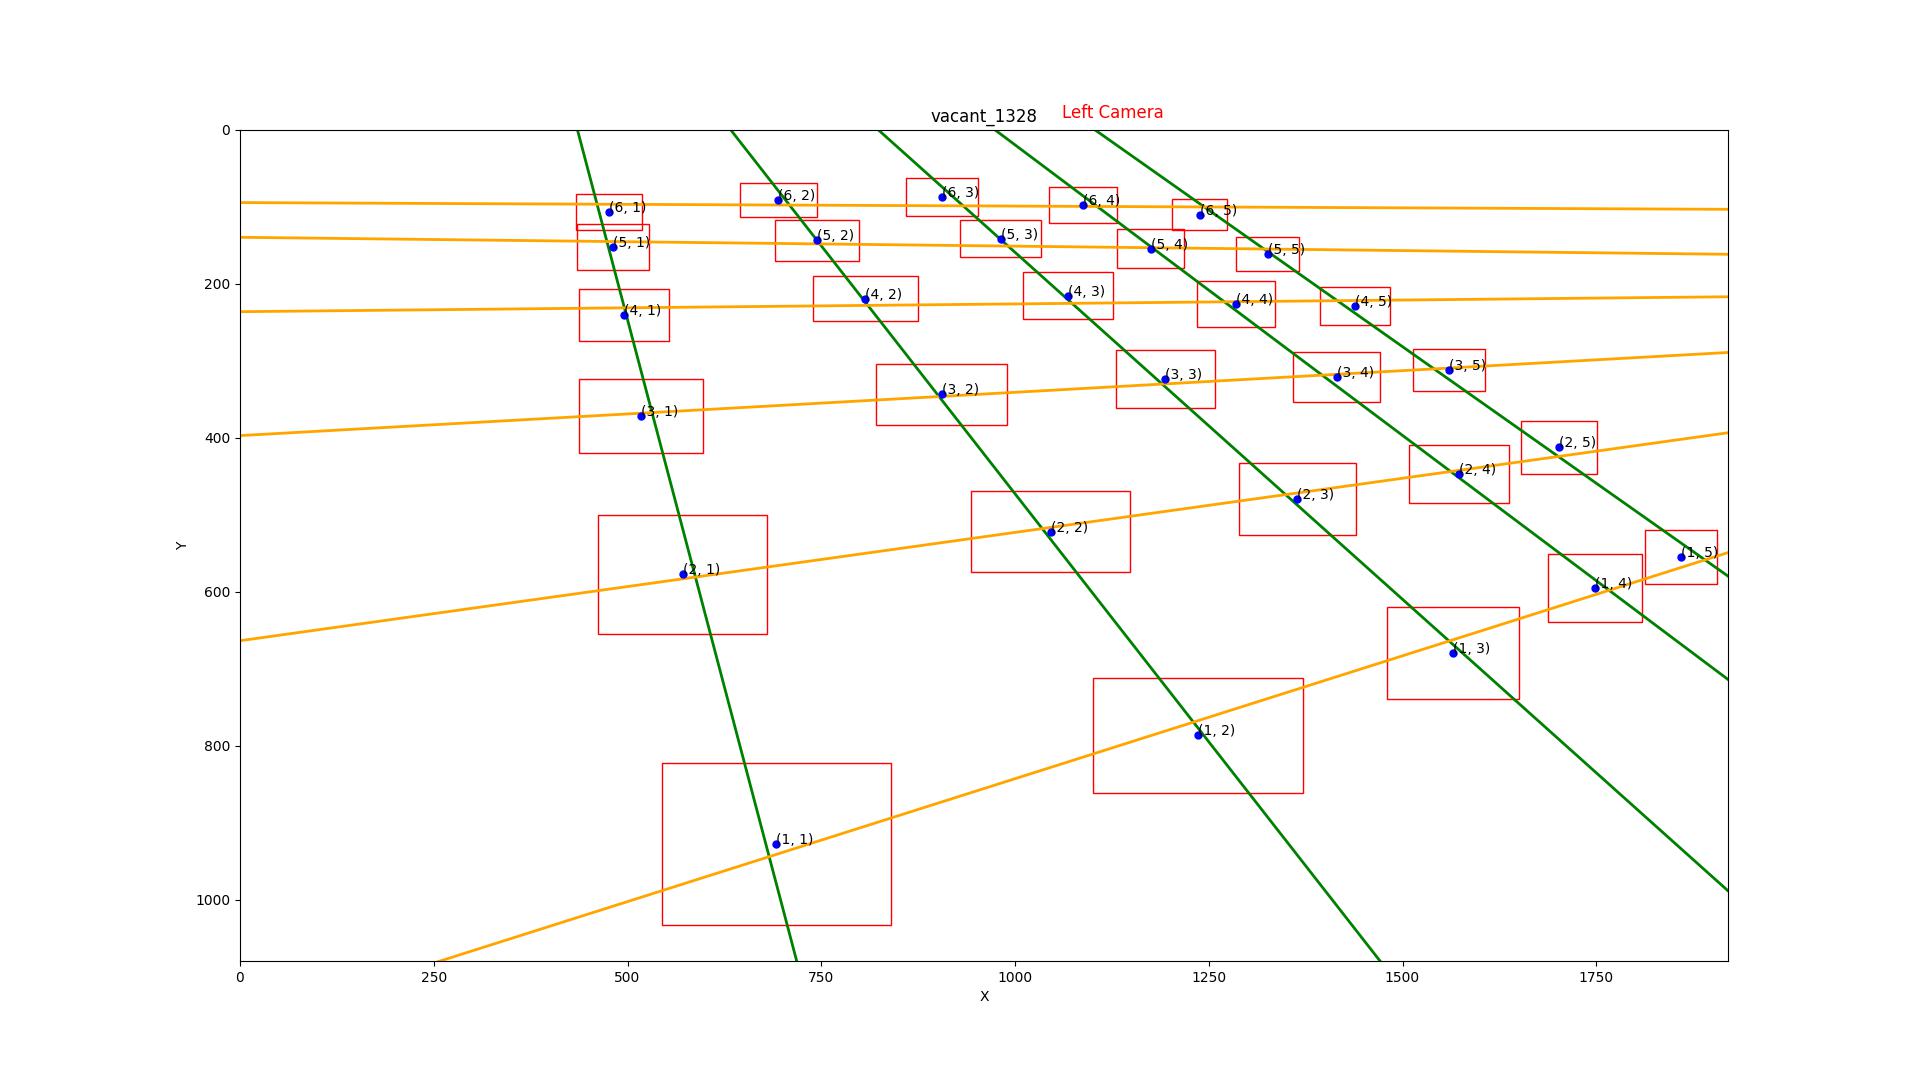 vacant_1328 Left Camera
0
(6, 1) (6, 2) (6, 3) (6, 4) (6, 5)
(5, 1) (5, 2) (5, 3) (5, 4) (5, 5)
200
(4, 1) (4, 2) (4, 3) (4, 4) (4, 5)
(3, 1) (3, 2) (3, 3) (3, 4) (3, 5)
400
(2, 1) (2, 2) (2, 3) (2, 4) (2, 5)
Y
600
(1, 1) (1, 2) (1, 3) (1, 4) (1, 5)
800
1000
0 250 500 750 1000 1250 1500 1750
X